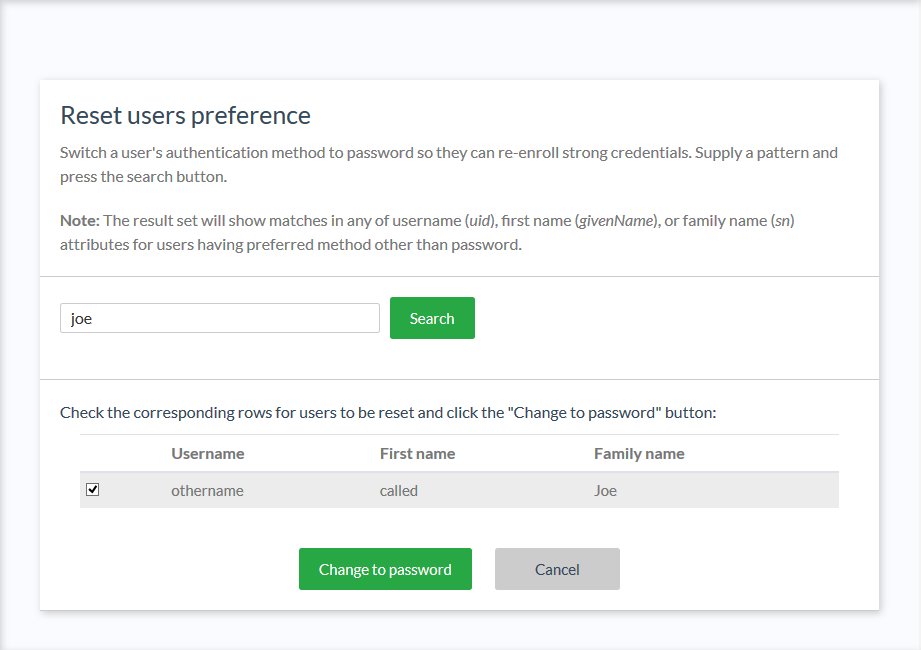 Reset users preference
Switch a user's authentication method to password so they can re-enroll strong credentials. Supply a pattern and
press the search button.
Note: The result set will show matches in any of username (uid), first name (givenName), or family name (sn)
attributes for users having preferred method other than password.
joe Search
Check the corresponding rows for users to be reset and click the "Change to password" button:
Username First name Family name
othername called Joe
Change to password Cancel